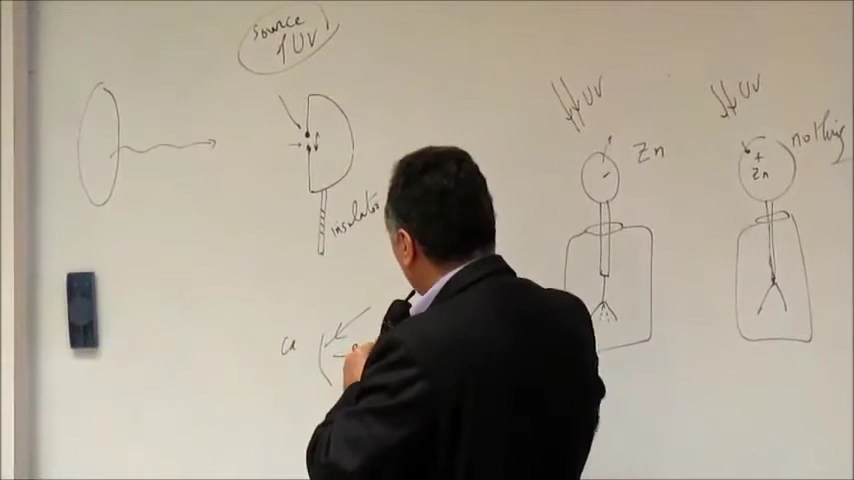 source
UV
UV
Zn
UV
nothing
+
Zn
-
insulator